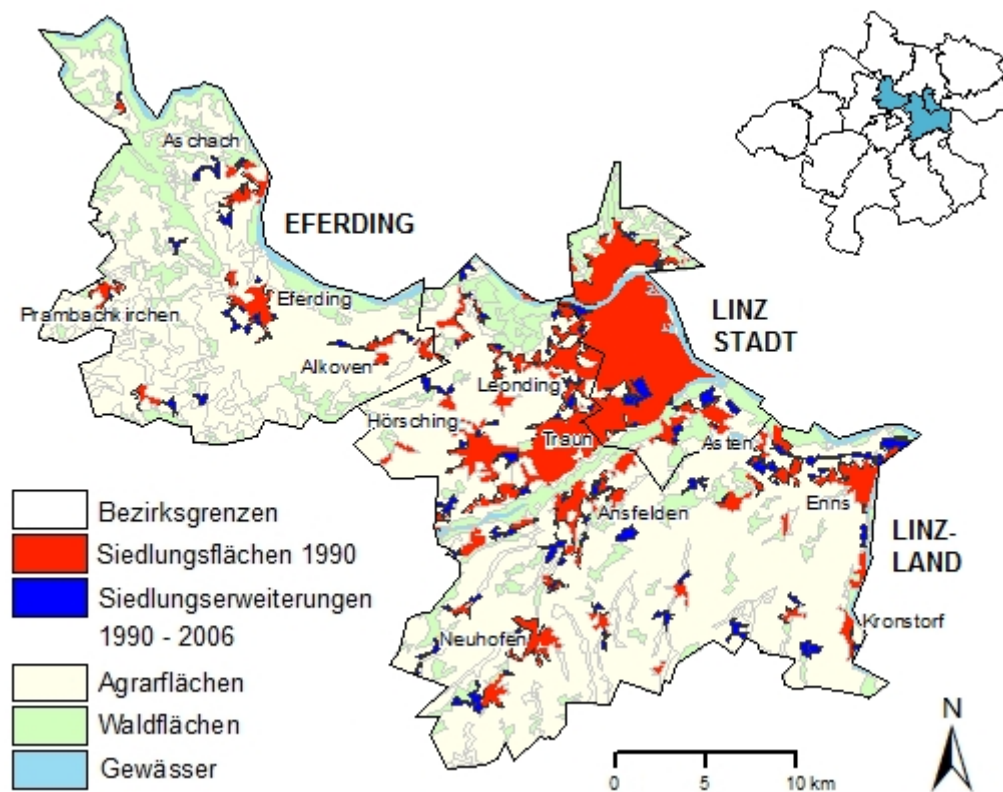 Aschach
EFERDING
Eferding
Prambachkirchen
LINZ
STADT
Alkoven
Leonding
Hörsching
Traun
Asten
Enns
Ansfelden
LINZ-
LAND
Neuhofen
Kronstorf
Bezirksgrenzen
Siedlungsflächen 1990
Siedlungserweiterungen
1990 - 2006
Agrarflächen
Waldflächen
Gewässer
N
0 5 10 km